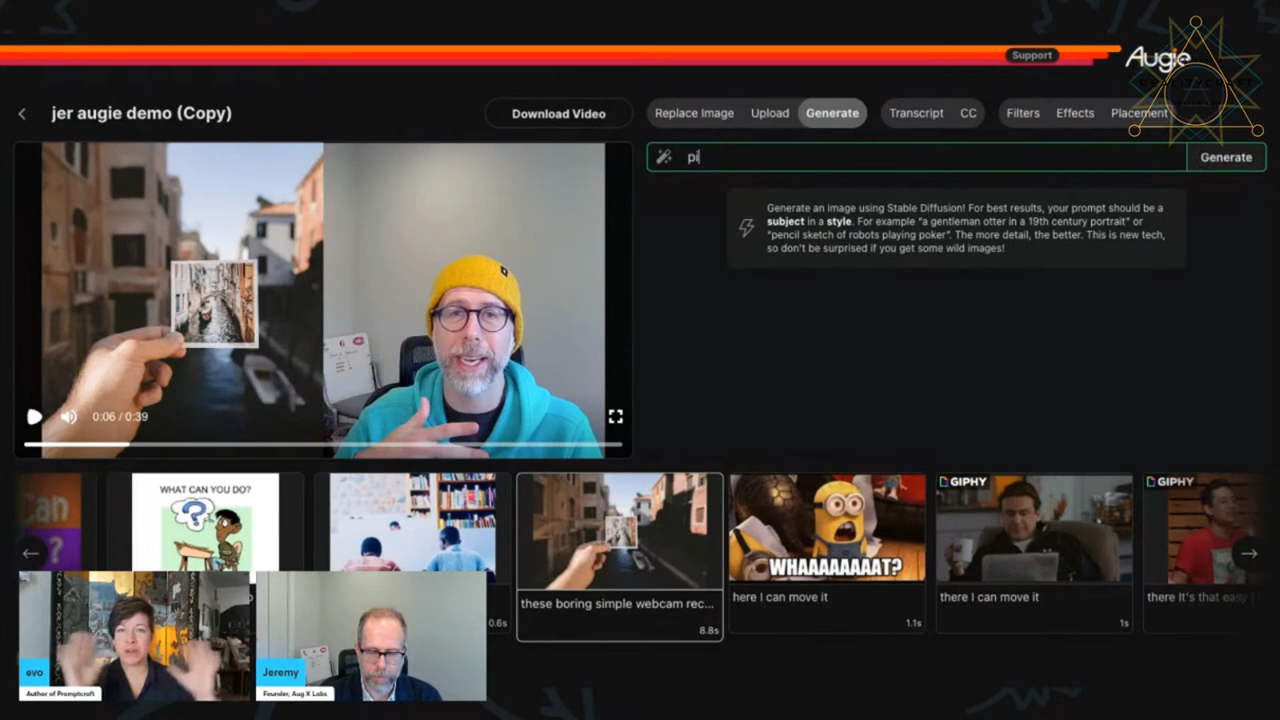 Support
Augie
jer augie demo (Copy)
Download Video
Replace Image
Upload
Generate
Transcript
CC
Filters
Effects
Placement
pi
Generate
Generate an image using Stable Diffusion! For best results, your prompt should be a
subject in a style. For example "a gentleman otter in a 19th century portrait" or
"pencil sketch of robots playing poker". The more detail, the better. This is new tech,
so don't be surprised if you get some wild images!
0:06 / 0:39
Can
?
WHAT CAN YOU DO?
?
0.6s
these boring simple webcam rec...
8.8s
WHAAAAAAAT?
here I can move it
1.1s
GIPHY
there I can move it
1s
GIPHY
there It's that easy
evo
Author of Promptcraft
Jeremy
Founder, Aug X Labs